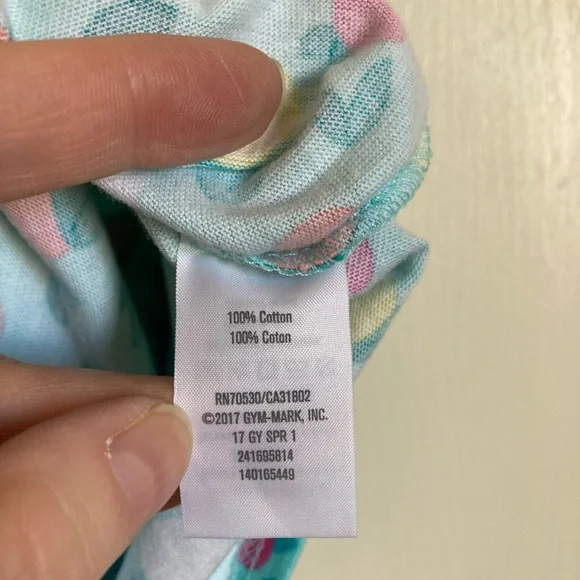 100% Cotton
100% Coton
RN70530/CA31802
©2017 GYM-MARK, INC.
17 GY SPR 1
241695814
140165449